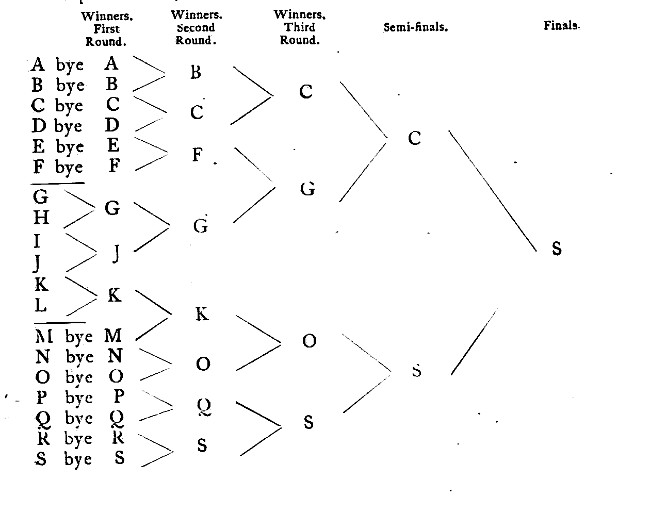 Winners, First Round. Winners, Second Round. Winners, Third Round. Semi-finals. Finals.
A bye A
B bye B
B
C bye C
C
C
D bye D
E bye E
C
F bye F
F
G
G
H
G
G
I
J
J
S
K
K
L
K
M bye M
O
N bye N
O
O bye O
S
P bye P
Q
Q bye Q
S
R bye R
S
S bye S